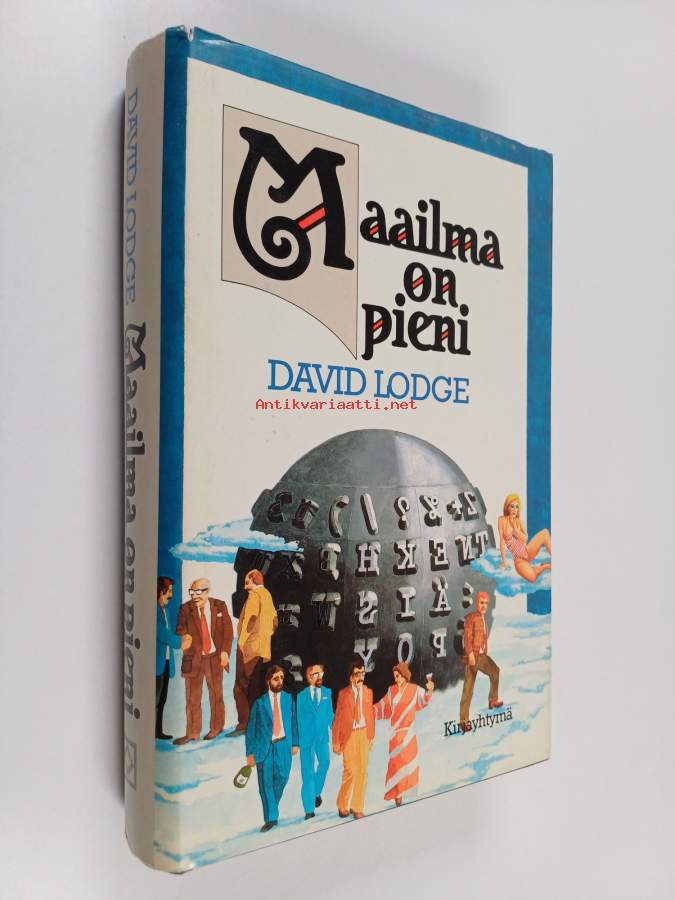 DAVID LODGE Maailma on pieni
Maailma
on
pieni
DAVID LODGE
Antikvariaatti.net
Kirjayhtymä